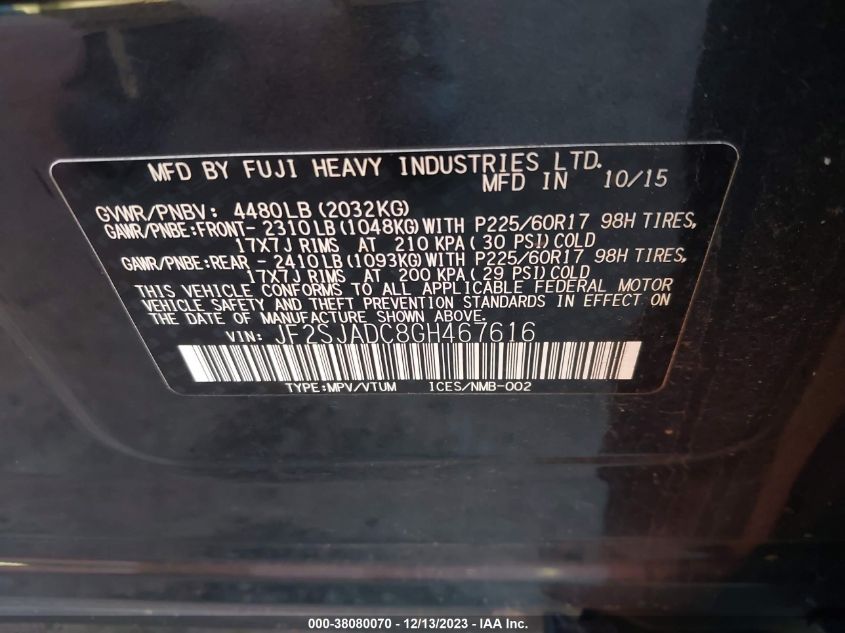 MFD BY FUJI HEAVY INDUSTRIES LTD.
MFD IN 10/15
GVWR/PNBV: 4480LB (2032KG)
GAWR/PNBE:FRONT- 2310LB (1048KG) WITH P225/60R17 98H TIRES,
17X7J RIMS AT 210 KPA ( 30 PSI) COLD
GAWR/PNBE:REAR - 2410LB (1093KG) WITH P225/60R17 98H TIRES,
17X7J RIMS AT 200 KPA ( 29 PSI) COLD
THIS VEHICLE CONFORMS TO ALL APPLICABLE FEDERAL MOTOR
VEHICLE SAFETY AND THEFT PREVENTION STANDARDS IN EFFECT ON
THE DATE OF MANUFACTURE SHOWN ABOVE.
VIN: JF2SJADC8GH467616
TYPE:MPV/VTUM ICES/NMB-002
000-38080070 - 12/13/2023 - IAA Inc.